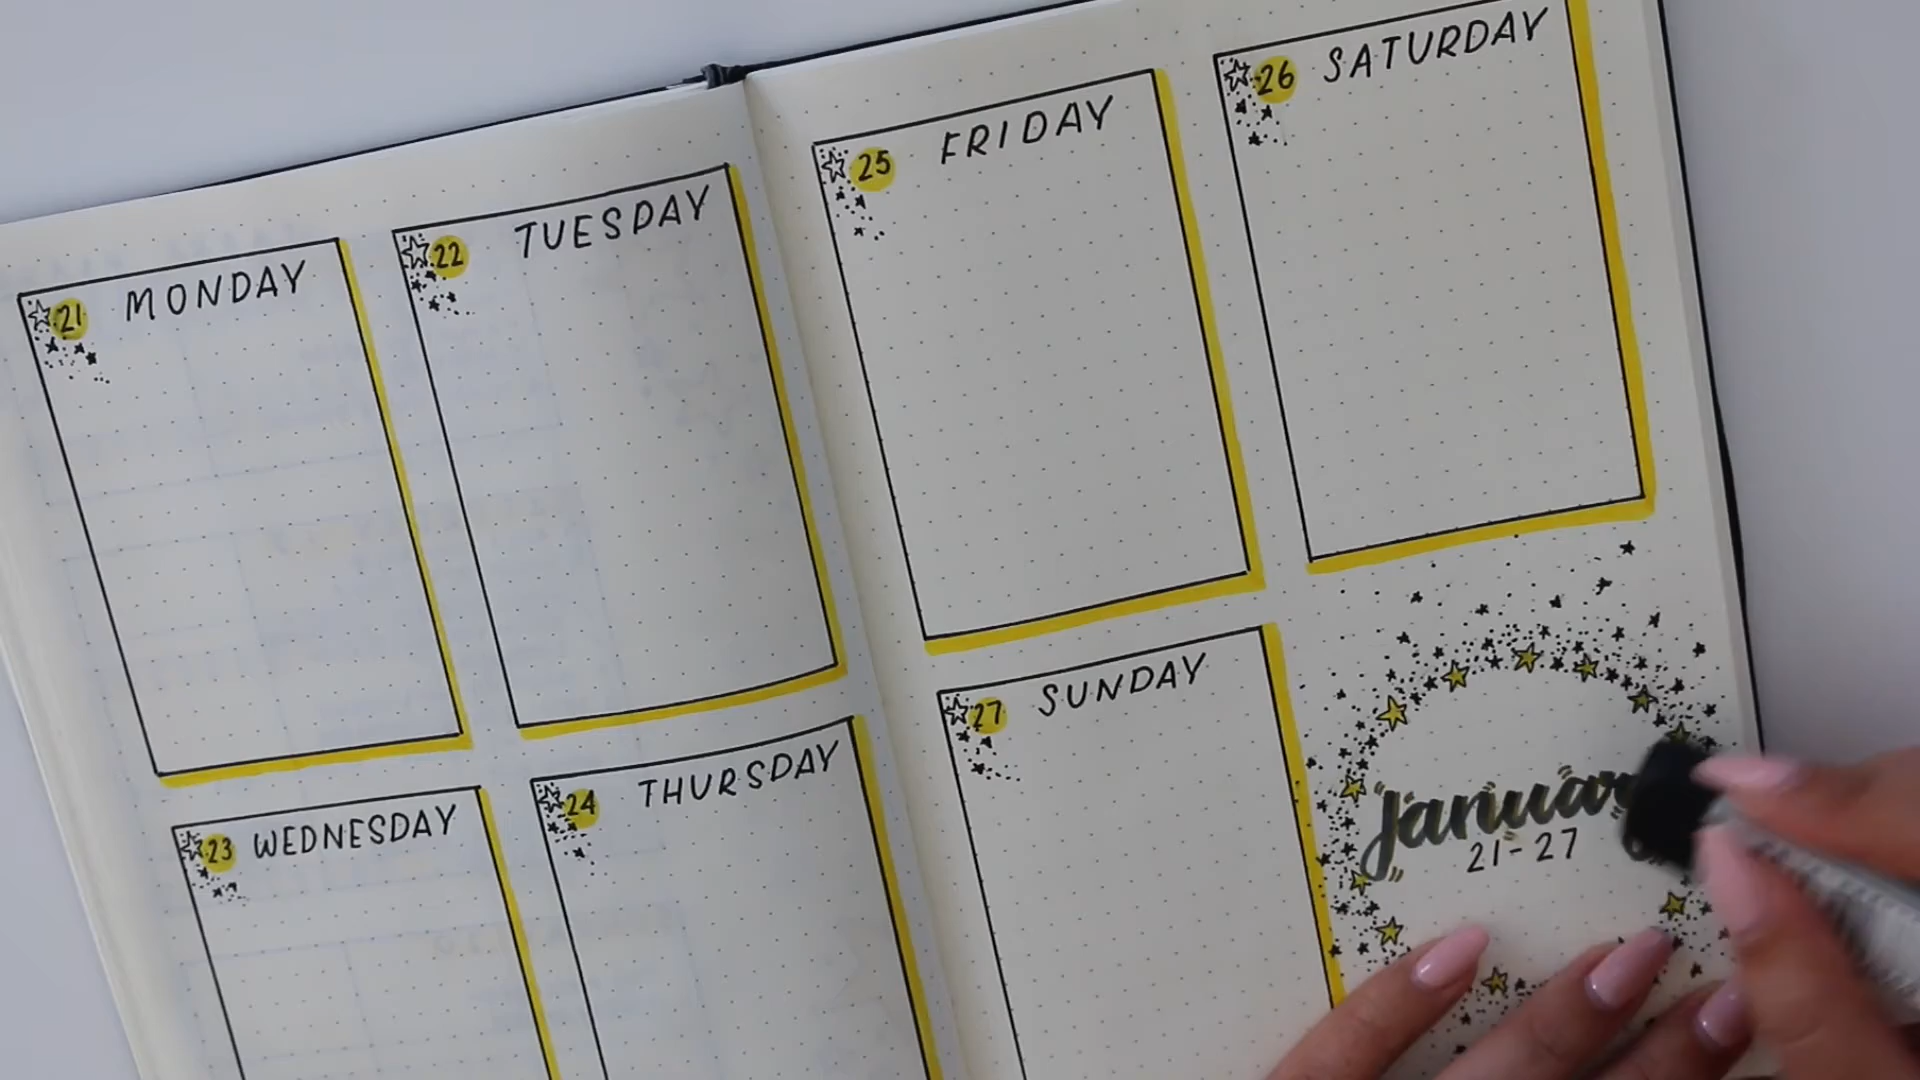 21 MONDAY
22 TUESDAY
23 WEDNESDAY
24 THURSDAY
25 FRIDAY
26 SATURDAY
27 SUNDAY
21-27